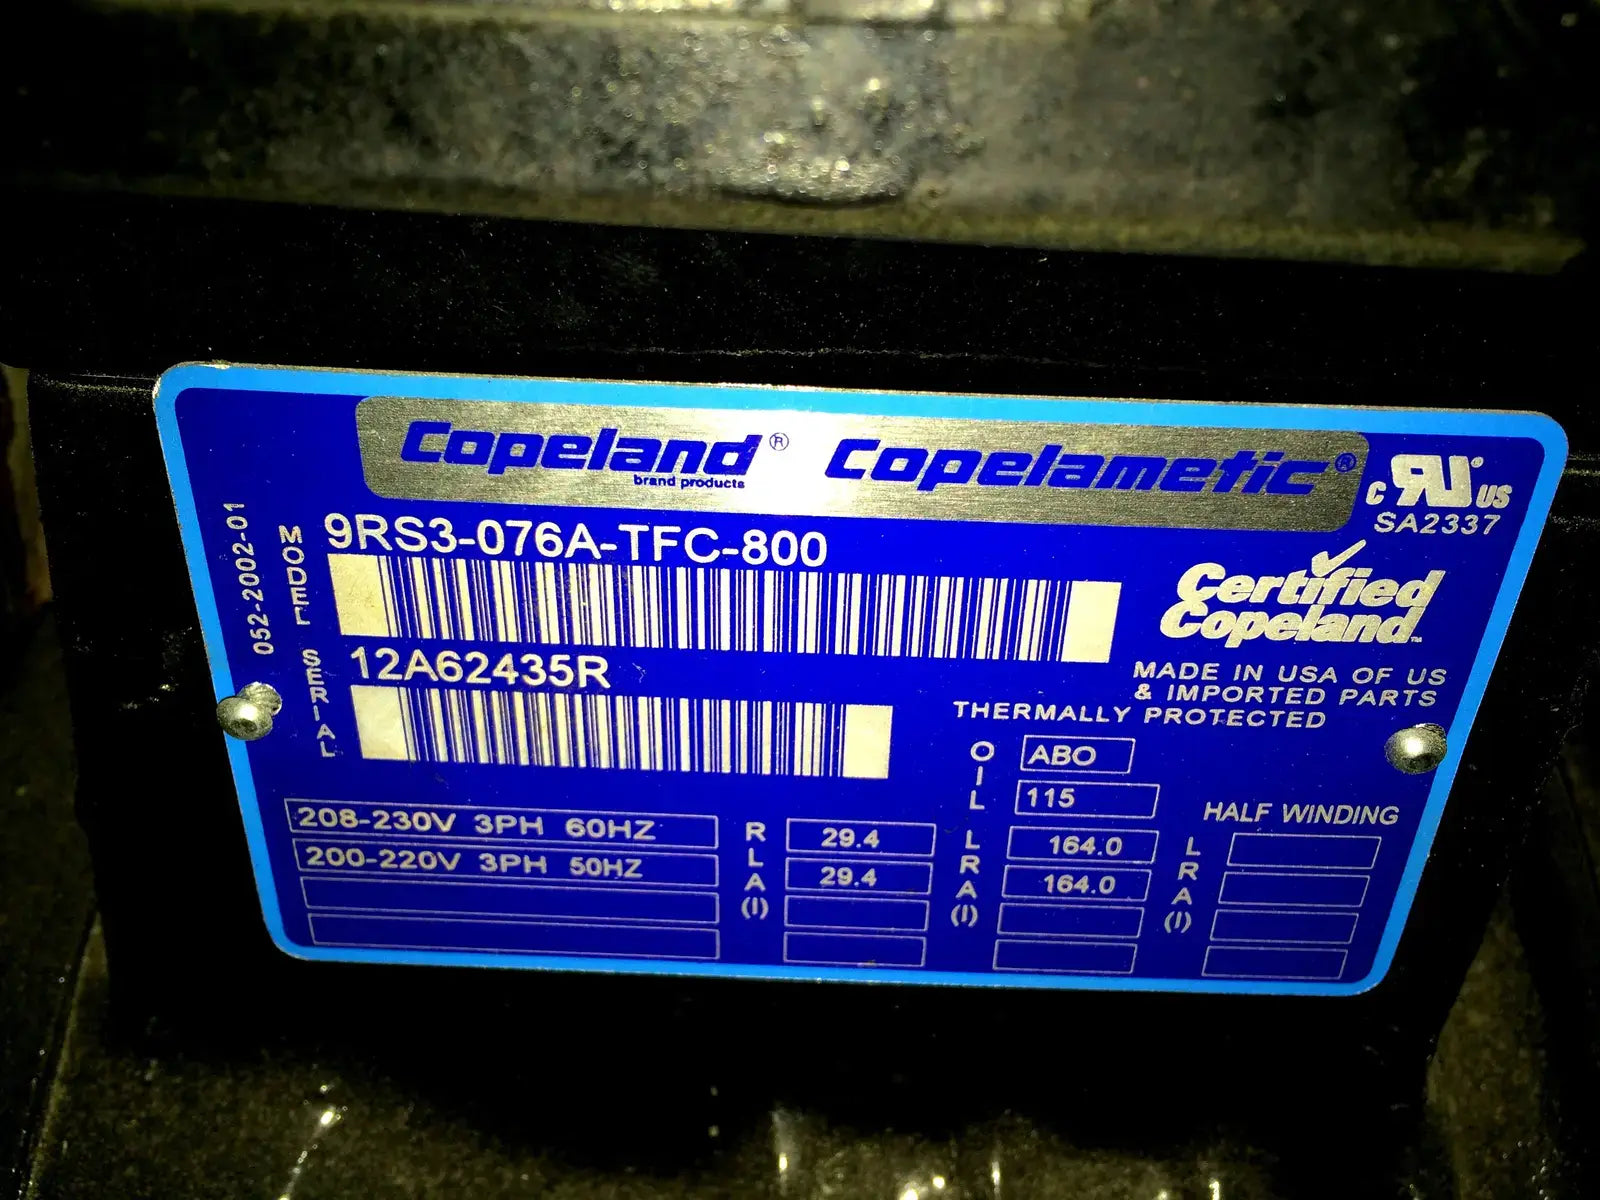 Copeland® Copelametic®
brand products
c RU® US
SA2337
052-2002-01
MODEL
9RS3-076A-TFC-800
Certified
Copeland™
SERIAL
12A62435R
MADE IN USA OF US
& IMPORTED PARTS
THERMALLY PROTECTED
OIL
ABO
115
HALF WINDING
208-230V 3PH 60HZ
200-220V 3PH 50HZ
RLA(I)
29.4
29.4
LRA(I)
164.0
164.0
LRA(I)